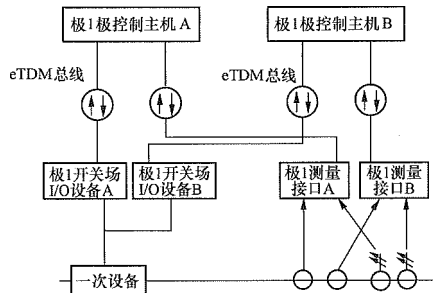 极1极控制主机A
极1极控制主机B
eTDM总线
eTDM总线
极1开关场
I/O设备A
极1开关场
I/O设备B
极1测量
接口A
极1测量
接口B
一次设备